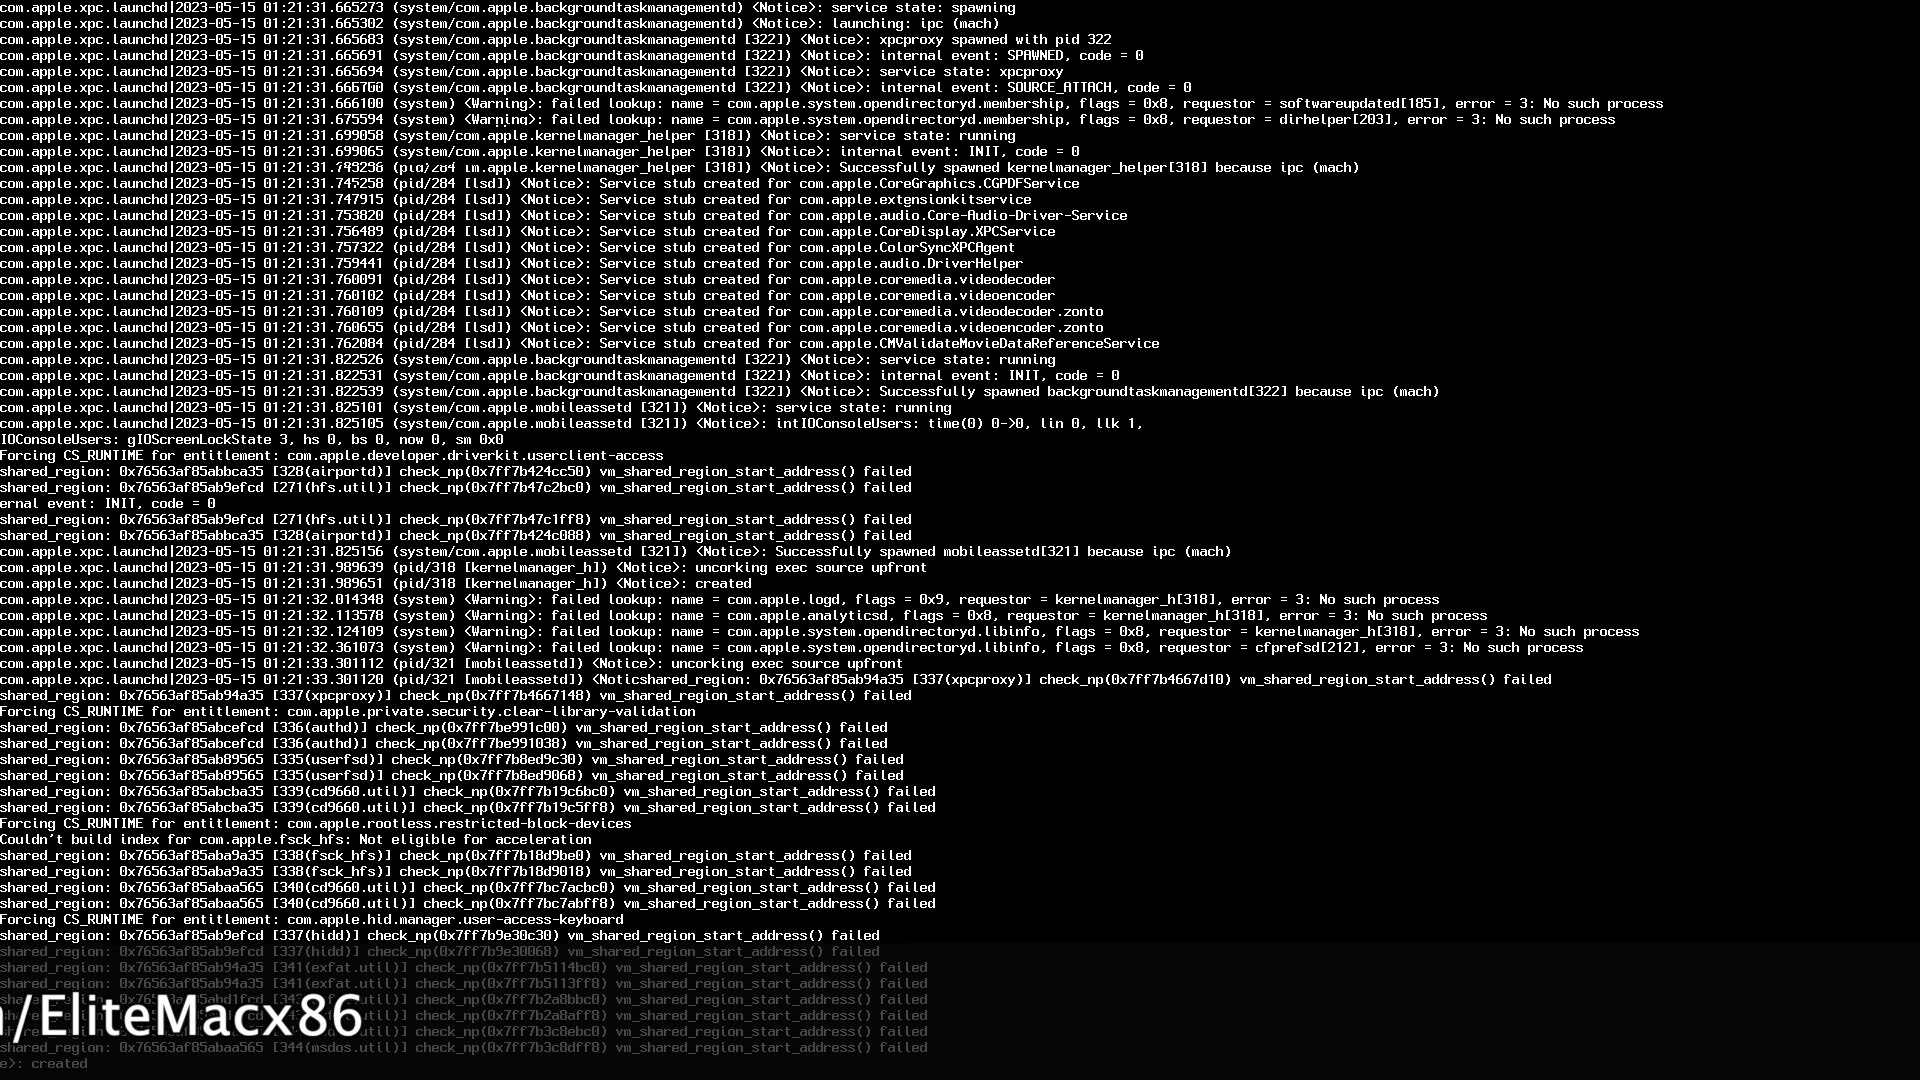 com.apple.xpc.launchd|2023-05-15 01:21:31.665273 (system/com.apple.backgroundtaskmanagementd) <Notice>: service state: spawning
com.apple.xpc.launchd|2023-05-15 01:21:31.665302 (system/com.apple.backgroundtaskmanagementd) <Notice>: launching: ipc (mach)
com.apple.xpc.launchd|2023-05-15 01:21:31.665683 (system/com.apple.backgroundtaskmanagementd [322]) <Notice>: xpcproxy spawned with pid 322
com.apple.xpc.launchd|2023-05-15 01:21:31.665691 (system/com.apple.backgroundtaskmanagementd [322]) <Notice>: internal event: SPAWNED, code = 0
com.apple.xpc.launchd|2023-05-15 01:21:31.665694 (system/com.apple.backgroundtaskmanagementd [322]) <Notice>: service state: xpcproxy
com.apple.xpc.launchd|2023-05-15 01:21:31.665760 (system/com.apple.backgroundtaskmanagementd [322]) <Notice>: internal event: SOURCE_ATTACH, code = 0
com.apple.xpc.launchd|2023-05-15 01:21:31.666100 (system) <Warning>: failed lookup: name = com.apple.system.opendirectoryd.membership, flags = 0x8, requestor = softwareupdated[185], error = 3: No such process
com.apple.xpc.launchd|2023-05-15 01:21:31.675594 (system) <Warning>: failed lookup: name = com.apple.system.opendirectoryd.membership, flags = 0x8, requestor = dirhelper[203], error = 3: No such process
com.apple.xpc.launchd|2023-05-15 01:21:31.699058 (system/com.apple.kernelmanager_helper [318]) <Notice>: service state: running
com.apple.xpc.launchd|2023-05-15 01:21:31.699065 (system/com.apple.kernelmanager_helper [318]) <Notice>: internal event: INIT, code = 0
com.apple.xpc.launchd|2023-05-15 01:21:31.743296 (pid/284 m.apple.kernelmanager_helper [318]) <Notice>: Successfully spawned kernelmanager_helper[318] because ipc (mach)
com.apple.xpc.launchd|2023-05-15 01:21:31.745258 (pid/284 [lsd]) <Notice>: Service stub created for com.apple.CoreGraphics.CGPDFService
com.apple.xpc.launchd|2023-05-15 01:21:31.747915 (pid/284 [lsd]) <Notice>: Service stub created for com.apple.extensionkitservice
com.apple.xpc.launchd|2023-05-15 01:21:31.753820 (pid/284 [lsd]) <Notice>: Service stub created for com.apple.audio.Core-Audio-Driver-Service
com.apple.xpc.launchd|2023-05-15 01:21:31.756489 (pid/284 [lsd]) <Notice>: Service stub created for com.apple.CoreDisplay.XPCService
com.apple.xpc.launchd|2023-05-15 01:21:31.757322 (pid/284 [lsd]) <Notice>: Service stub created for com.apple.ColorSyncXPCAgent
com.apple.xpc.launchd|2023-05-15 01:21:31.759441 (pid/284 [lsd]) <Notice>: Service stub created for com.apple.audio.DriverHelper
com.apple.xpc.launchd|2023-05-15 01:21:31.760091 (pid/284 [lsd]) <Notice>: Service stub created for com.apple.coremedia.videodecoder
com.apple.xpc.launchd|2023-05-15 01:21:31.760102 (pid/284 [lsd]) <Notice>: Service stub created for com.apple.coremedia.videoencoder
com.apple.xpc.launchd|2023-05-15 01:21:31.760109 (pid/284 [lsd]) <Notice>: Service stub created for com.apple.coremedia.videodecoder.zonto
com.apple.xpc.launchd|2023-05-15 01:21:31.760655 (pid/284 [lsd]) <Notice>: Service stub created for com.apple.coremedia.videoencoder.zonto
com.apple.xpc.launchd|2023-05-15 01:21:31.762084 (pid/284 [lsd]) <Notice>: Service stub created for com.apple.CMValidateMovieDataReferenceService
com.apple.xpc.launchd|2023-05-15 01:21:31.822526 (system/com.apple.backgroundtaskmanagementd [322]) <Notice>: service state: running
com.apple.xpc.launchd|2023-05-15 01:21:31.822531 (system/com.apple.backgroundtaskmanagementd [322]) <Notice>: internal event: INIT, code = 0
com.apple.xpc.launchd|2023-05-15 01:21:31.822539 (system/com.apple.backgroundtaskmanagementd [322]) <Notice>: Successfully spawned backgroundtaskmanagementd[322] because ipc (mach)
com.apple.xpc.launchd|2023-05-15 01:21:31.825101 (system/com.apple.mobileassetd [321]) <Notice>: service state: running
com.apple.xpc.launchd|2023-05-15 01:21:31.825105 (system/com.apple.mobileassetd [321]) <Notice>: intIOConsoleUsers: time(0) 0->0, lin 0, llk 1,
IOConsoleUsers: gIOScreenLockState 3, hs 0, bs 0, now 0, sm 0x0
Forcing CS_RUNTIME for entitlement: com.apple.developer.driverkit.userclient-access
shared_region: 0x76563af85abbca35 [328(airportd)] check_np(0x7ff7b424cc50) vm_shared_region_start_address() failed
shared_region: 0x76563af85ab9efcd [271(hfs.util)] check_np(0x7ff7b47c2bc0) vm_shared_region_start_address() failed
ernal event: INIT, code = 0
shared_region: 0x76563af85ab9efcd [271(hfs.util)] check_np(0x7ff7b47c1ff8) vm_shared_region_start_address() failed
shared_region: 0x76563af85abbca35 [328(airportd)] check_np(0x7ff7b424c088) vm_shared_region_start_address() failed
com.apple.xpc.launchd|2023-05-15 01:21:31.825156 (system/com.apple.mobileassetd [321]) <Notice>: Successfully spawned mobileassetd[321] because ipc (mach)
com.apple.xpc.launchd|2023-05-15 01:21:31.989639 (pid/318 [kernelmanager_h]) <Notice>: uncorking exec source upfront
com.apple.xpc.launchd|2023-05-15 01:21:31.989651 (pid/318 [kernelmanager_h]) <Notice>: created
com.apple.xpc.launchd|2023-05-15 01:21:32.014348 (system) <Warning>: failed lookup: name = com.apple.logd, flags = 0x9, requestor = kernelmanager_h[318], error = 3: No such process
com.apple.xpc.launchd|2023-05-15 01:21:32.113578 (system) <Warning>: failed lookup: name = com.apple.analyticsd, flags = 0x8, requestor = kernelmanager_h[318], error = 3: No such process
com.apple.xpc.launchd|2023-05-15 01:21:32.124109 (system) <Warning>: failed lookup: name = com.apple.system.opendirectoryd.libinfo, flags = 0x8, requestor = kernelmanager_h[318], error = 3: No such process
com.apple.xpc.launchd|2023-05-15 01:21:32.361073 (system) <Warning>: failed lookup: name = com.apple.system.opendirectoryd.libinfo, flags = 0x8, requestor = cfprefsd[212], error = 3: No such process
com.apple.xpc.launchd|2023-05-15 01:21:33.301112 (pid/321 [mobileassetd]) <Notice>: uncorking exec source upfront
com.apple.xpc.launchd|2023-05-15 01:21:33.301120 (pid/321 [mobileassetd]) <Noticshared_region: 0x76563af85ab94a35 [337(xpcproxy)] check_np(0x7ff7b4667d10) vm_shared_region_start_address() failed
shared_region: 0x76563af85ab94a35 [337(xpcproxy)] check_np(0x7ff7b4667148) vm_shared_region_start_address() failed
Forcing CS_RUNTIME for entitlement: com.apple.private.security.clear-library-validation
shared_region: 0x76563af85abcefcd [336(authd)] check_np(0x7ff7be991c00) vm_shared_region_start_address() failed
shared_region: 0x76563af85abcefcd [336(authd)] check_np(0x7ff7be991038) vm_shared_region_start_address() failed
shared_region: 0x76563af85ab89565 [335(userfsd)] check_np(0x7ff7b8ed9c30) vm_shared_region_start_address() failed
shared_region: 0x76563af85ab89565 [335(userfsd)] check_np(0x7ff7b8ed9068) vm_shared_region_start_address() failed
shared_region: 0x76563af85abcba35 [339(cd9660.util)] check_np(0x7ff7b19c6bc0) vm_shared_region_start_address() failed
shared_region: 0x76563af85abcba35 [339(cd9660.util)] check_np(0x7ff7b19c5ff8) vm_shared_region_start_address() failed
Forcing CS_RUNTIME for entitlement: com.apple.rootless.restricted-block-devices
Couldn't build index for com.apple.fsck_hfs: Not eligible for acceleration
shared_region: 0x76563af85aba9a35 [338(fsck_hfs)] check_np(0x7ff7b18d9be0) vm_shared_region_start_address() failed
shared_region: 0x76563af85aba9a35 [338(fsck_hfs)] check_np(0x7ff7b18d9018) vm_shared_region_start_address() failed
shared_region: 0x76563af85abaa565 [340(cd9660.util)] check_np(0x7ff7bc7acbc0) vm_shared_region_start_address() failed
shared_region: 0x76563af85abaa565 [340(cd9660.util)] check_np(0x7ff7bc7abff8) vm_shared_region_start_address() failed
Forcing CS_RUNTIME for entitlement: com.apple.hid.manager.user-access-keyboard
shared_region: 0x76563af85ab9efcd [337(hidd)] check_np(0x7ff7b9e30c30) vm_shared_region_start_address() failed
shared_region: 0x76563af85ab9efcd [337(hidd)] check_np(0x7ff7b9e30068) vm_shared_region_start_address() failed
shared_region: 0x76563af85ab94a35 [341(exfat.util)] check_np(0x7ff7b5114bc0) vm_shared_region_start_address() failed
shared_region: 0x76563af85ab94a35 [341(exfat.util)] check_np(0x7ff7b5113ff8) vm_shared_region_start_address() failed
check_np(0x7ff7b2a8bbc0) vm_shared_region_start_address() failed
/EliteMacx86
check_np(0x7ff7b2a8aff8) vm_shared_region_start_address() failed
check_np(0x7ff7b3c8ebc0) vm_shared_region_start_address() failed
shared_region: 0x76563af85abaa565 [344(msdos.util)] check_np(0x7ff7b3c8dff8) vm_shared_region_start_address() failed
e>: created